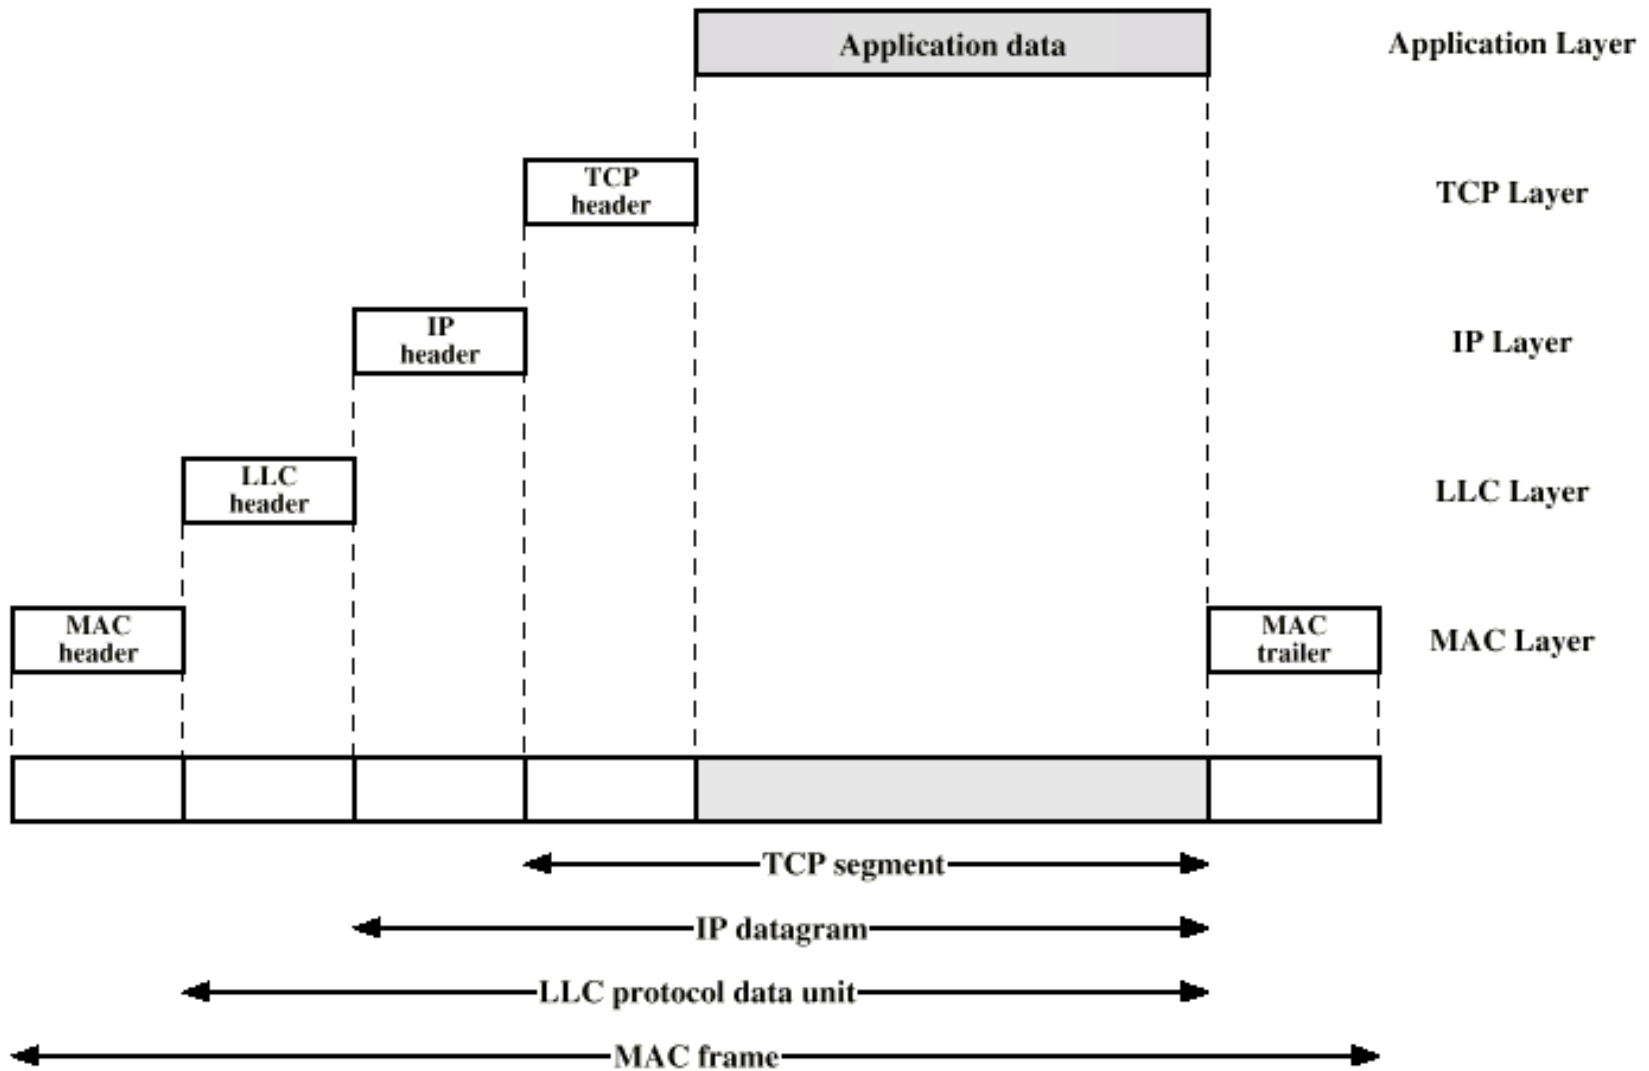 Application data
Application Layer
TCP
header
TCP Layer
IP
header
IP Layer
LLC
header
LLC Layer
MAC
header
MAC
trailer
MAC Layer
TCP segment
IP datagram
LLC protocol data unit
MAC frame